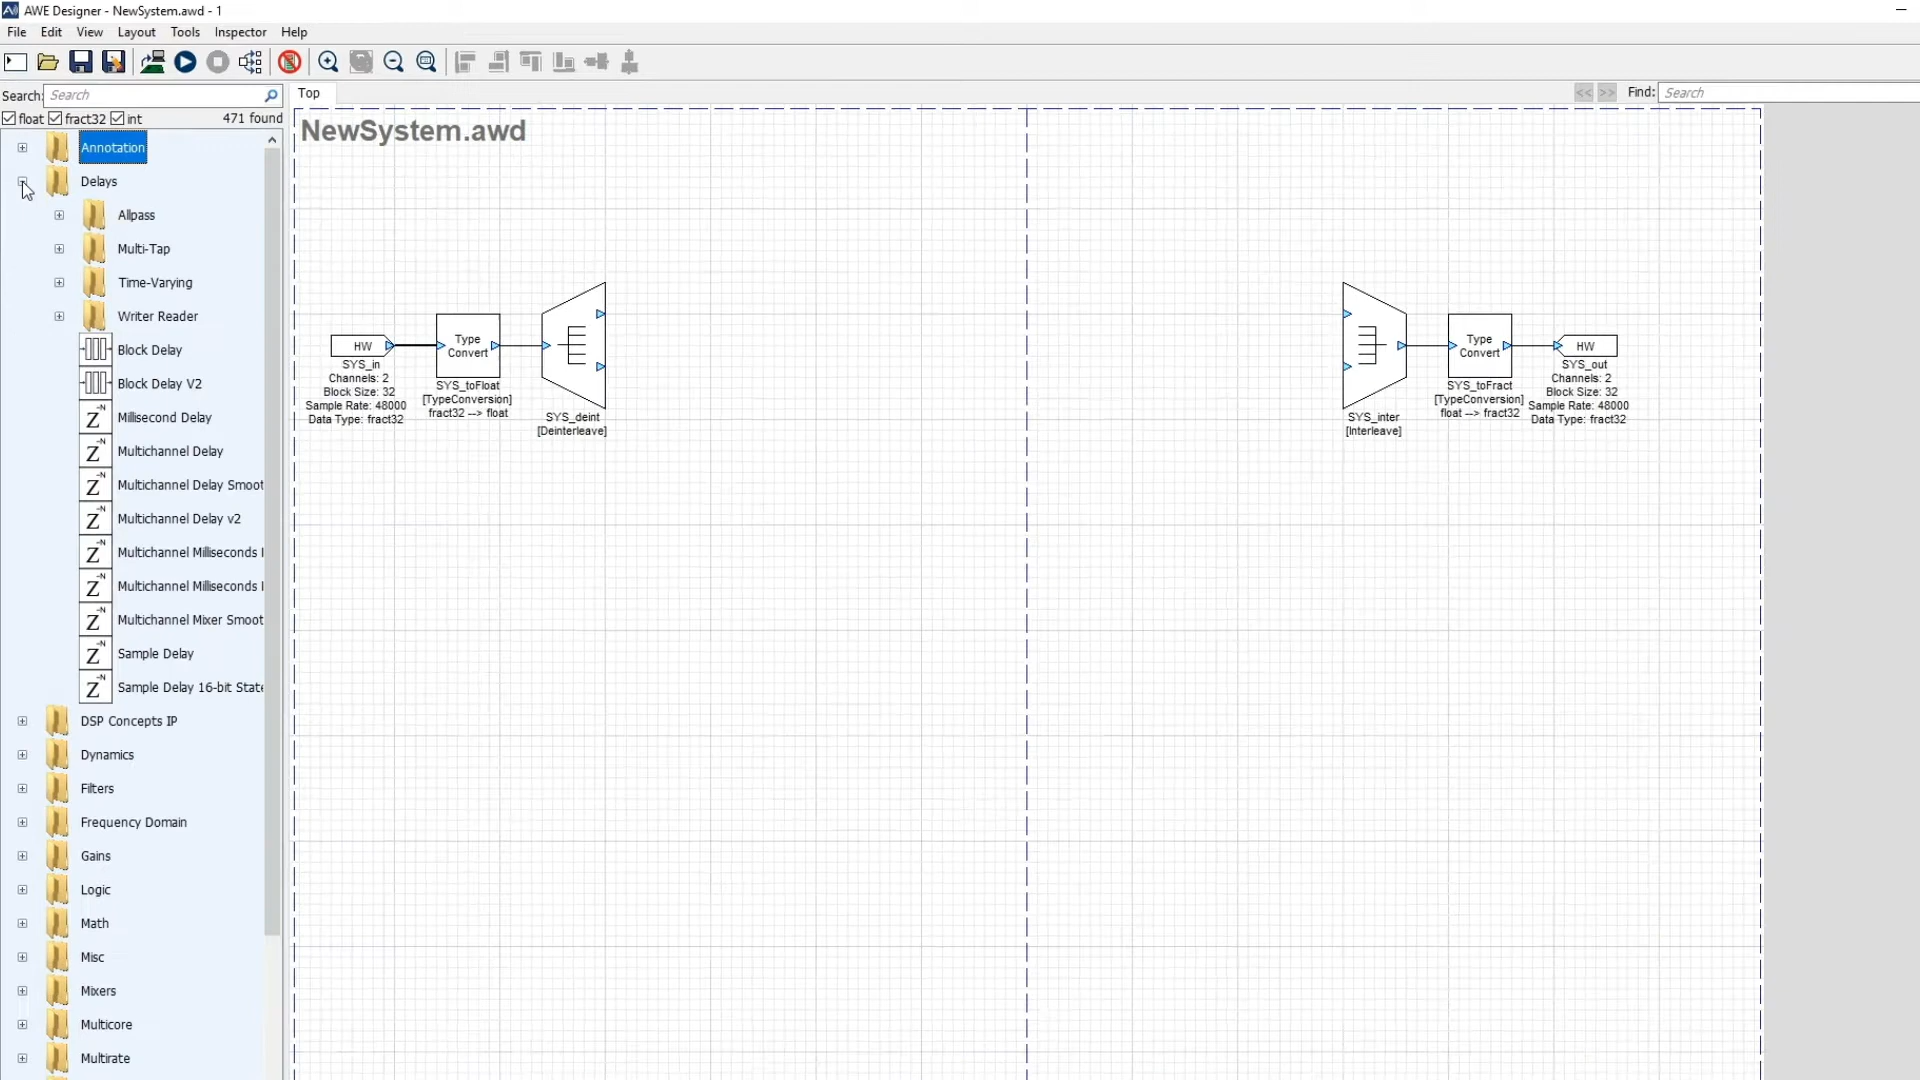 AWE Designer - NewSystem.awd - 1
File Edit View Layout Tools Inspector Help
Search: Search
Top
<< >> Find: Search
float fract32 int 471 found
NewSystem.awd
Annotation
Delays
Allpass
Multi-Tap
Time-Varying
Writer Reader
Block Delay
Block Delay V2
Millisecond Delay
Multichannel Delay
Multichannel Delay Smoot
Multichannel Delay v2
Multichannel Milliseconds
Multichannel Milliseconds
Multichannel Mixer Smoot
Sample Delay
Sample Delay 16-bit State
DSP Concepts IP
Dynamics
Filters
Frequency Domain
Gains
Logic
Math
Misc
Mixers
Multicore
Multirate
HW
SYS_in
Channels: 2
Block Size: 32
Sample Rate: 48000
Data Type: fract32
Type
Convert
SYS_toFloat
[TypeConversion]
fract32 --> float
SYS_deint
[Deinterleave]
SYS_inter
[Interleave]
Type
Convert
SYS_toFract
[TypeConversion]
float --> fract32
HW
SYS_out
Channels: 2
Block Size: 32
Sample Rate: 48000
Data Type: fract32